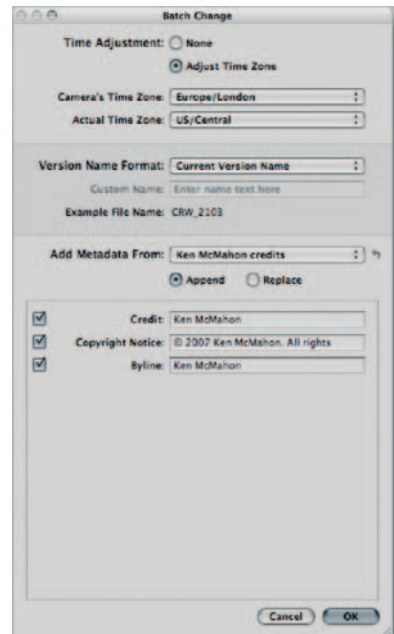 Batch Change
Time Adjustment: None
Adjust Time Zone
Camera's Time Zone: Europe/London
Actual Time Zone: US/Central
Version Name Format: Current Version Name
Custom Name: Enter name text here
Example File Name: CRW_2103
Add Metadata From: Ken McMahon credits
Append Replace
Credit: Ken McMahon
Copyright Notice: © 2007 Ken McMahon. All rights
Byline: Ken McMahon
Cancel OK